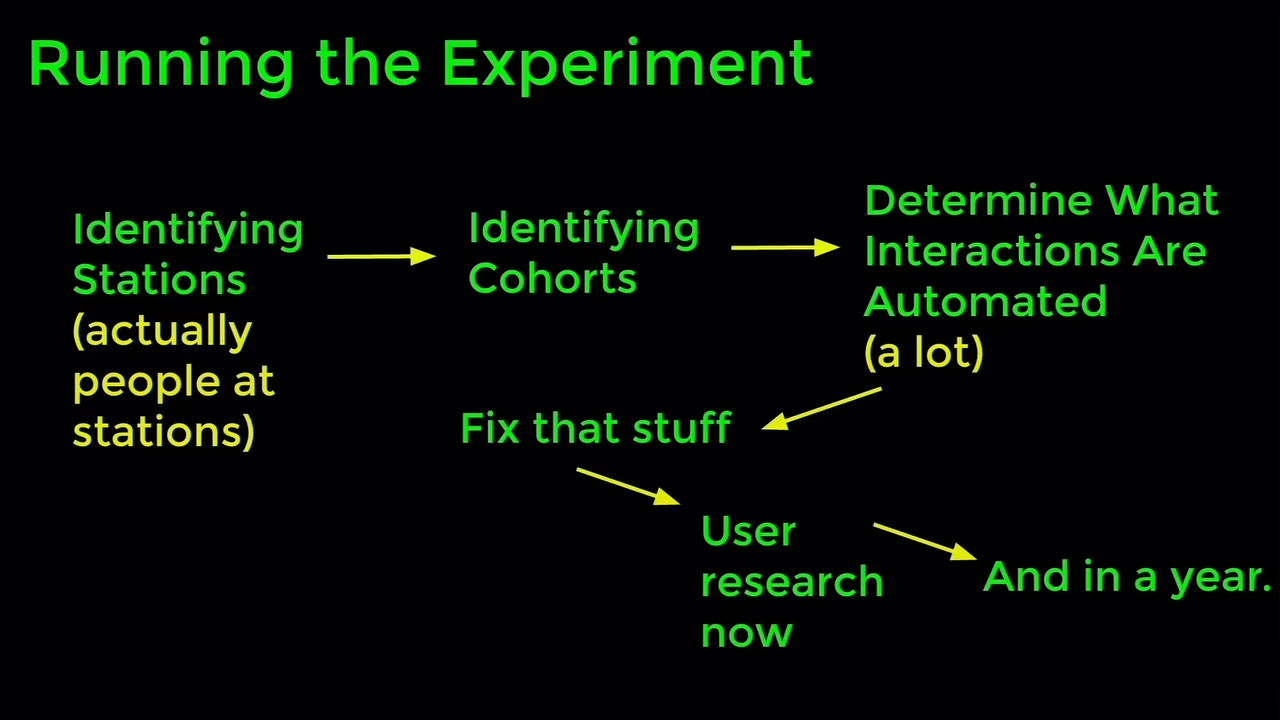 Running the Experiment
Identifying
Stations
(actually
people at
stations)
Identifying
Cohorts
Determine What
Interactions Are
Automated
(a lot)
Fix that stuff
User
research
now
And in a year.